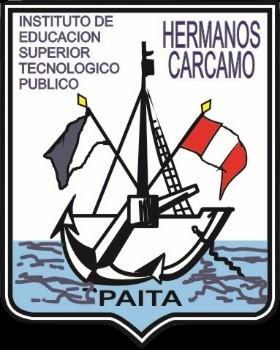 INSTITUTO DE
EDUCACION
SUPERIOR
TECNOLOGICO
PUBLICO
HERMANOS
CARCAMO
PAITA